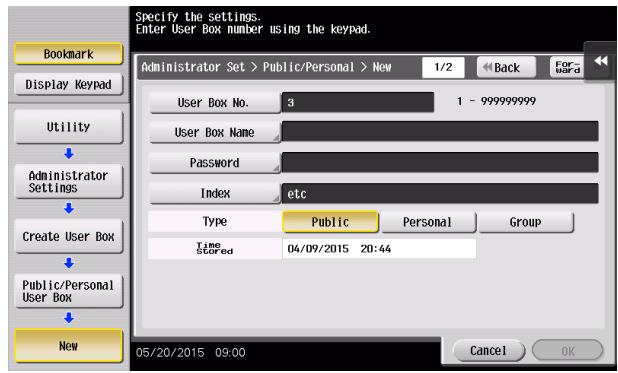 Specify the settings.
Enter User Box number using the keypad.
Bookmark
Display Keypad
Utility
Administrator
Settings
Create User Box
Public/Personal
User Box
New
Administrator Set > Public/Personal > New
1/2
Back
For-
ward
User Box No.
3
1 - 999999999
User Box Name
Password
Index
etc
Type
Public
Personal
Group
Time
Stored
04/09/2015 20:44
05/20/2015 09:00
Cancel
OK